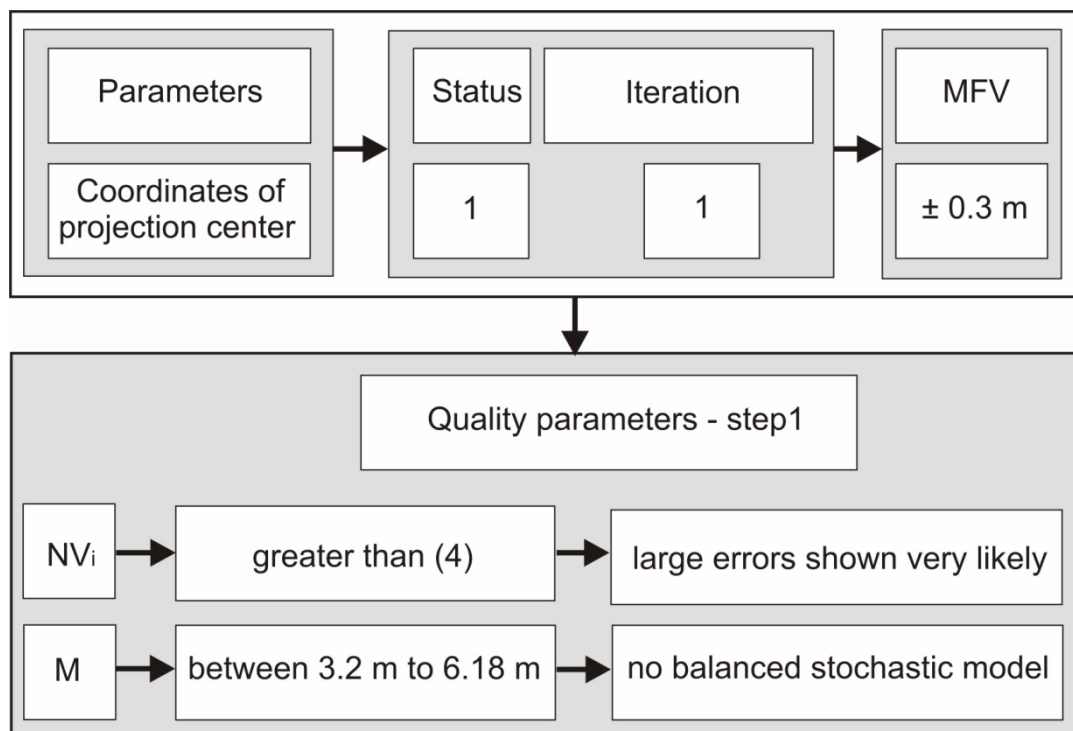 Parameters
Status
Iteration
MFV
Coordinates of
projection center
1
1
± 0.3 m
Quality parameters - step1
NVi
greater than (4)
large errors shown very likely
M
between 3.2 m to 6.18 m
no balanced stochastic model